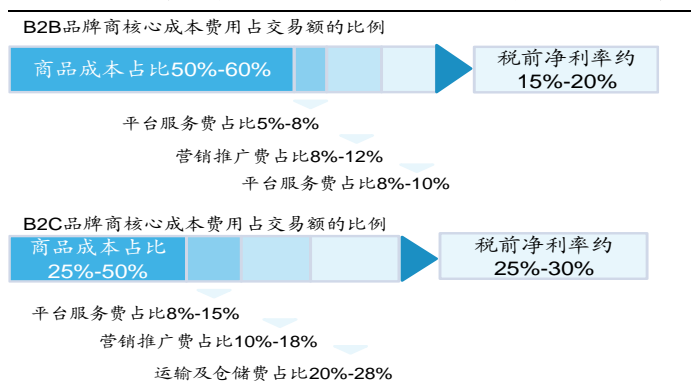 B2B品牌商核心成本费用占交易额的比例
商品成本占比50%-60%
税前净利率约
15%-20%
平台服务费占比5%-8%
营销推广费占比8%-12%
平台服务费占比8%-10%
B2C品牌商核心成本费用占交易额的比例
商品成本占比
25%-50%
税前净利率约
25%-30%
平台服务费占比8%-15%
营销推广费占比10%-18%
运输及仓储费占比20%-28%